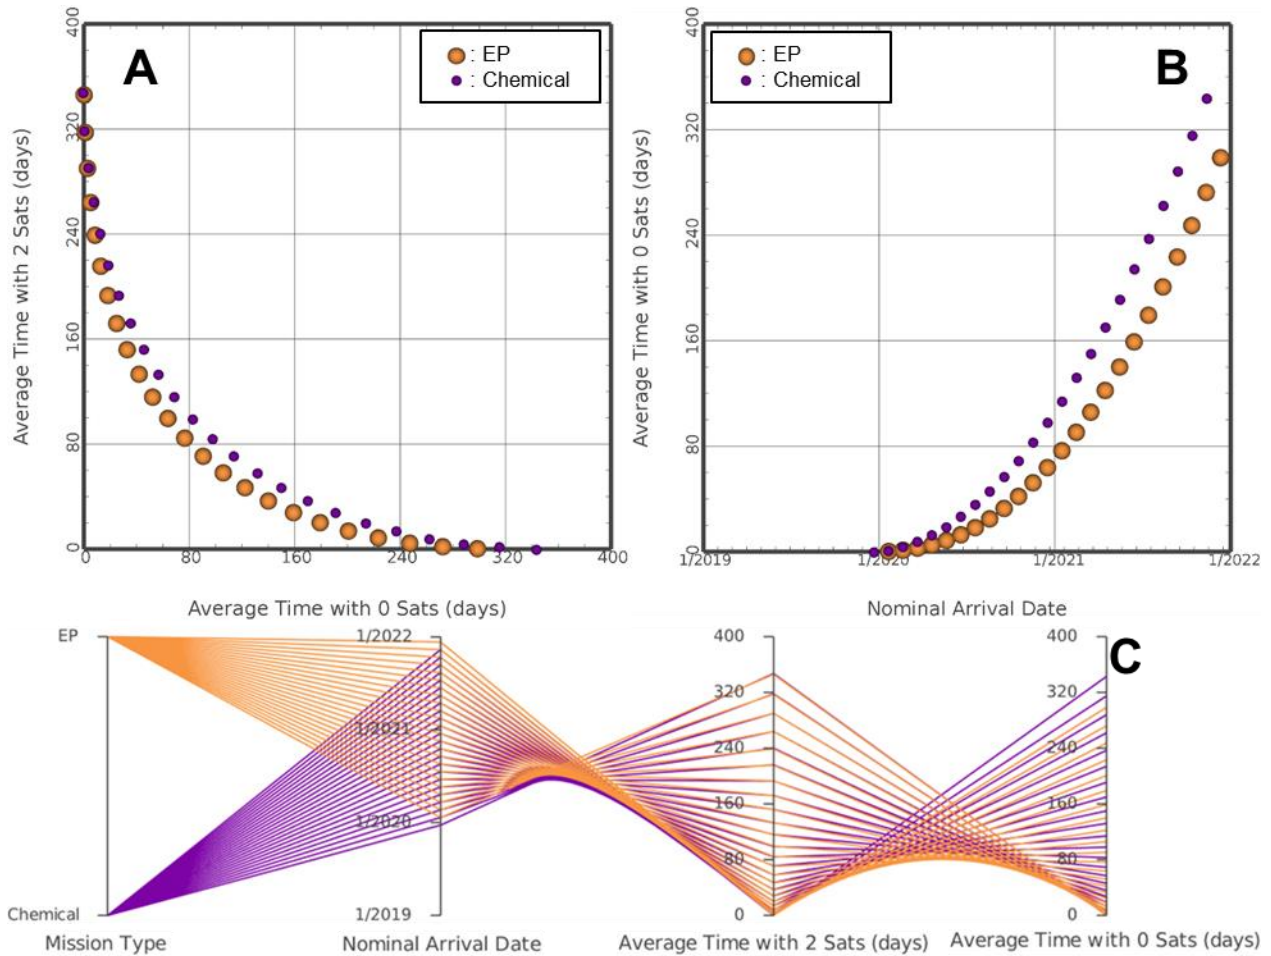 400
320
240
160
80
0
Average Time with 2 Sats (days)
A
: EP
: Chemical
0
80
160
240
320
400
Average Time with 0 Sats (days)
400
320
240
160
80
0
Average Time with 0 Sats (days)
: EP
: Chemical
B
1/2019
1/2020
1/2021
1/2022
Nominal Arrival Date
EP
Chemical
Mission Type
1/2022
1/2021
1/2020
1/2019
Nominal Arrival Date
400
320
240
160
80
0
Average Time with 2 Sats (days)
400
320
240
160
80
0
Average Time with 0 Sats (days)
C